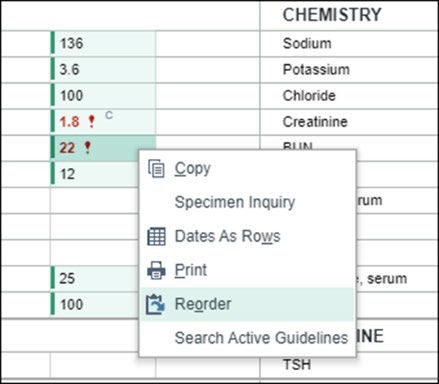 CHEMISTRY
136 Sodium
3.6 Potassium
100 Chloride
1.8 ! C Creatinine
22 ! BUN
Copy
12
Specimen Inquiry rum
Dates As Rows
Print
25 e, serum
Reorder
100
Search Active Guidelines INE
TSH